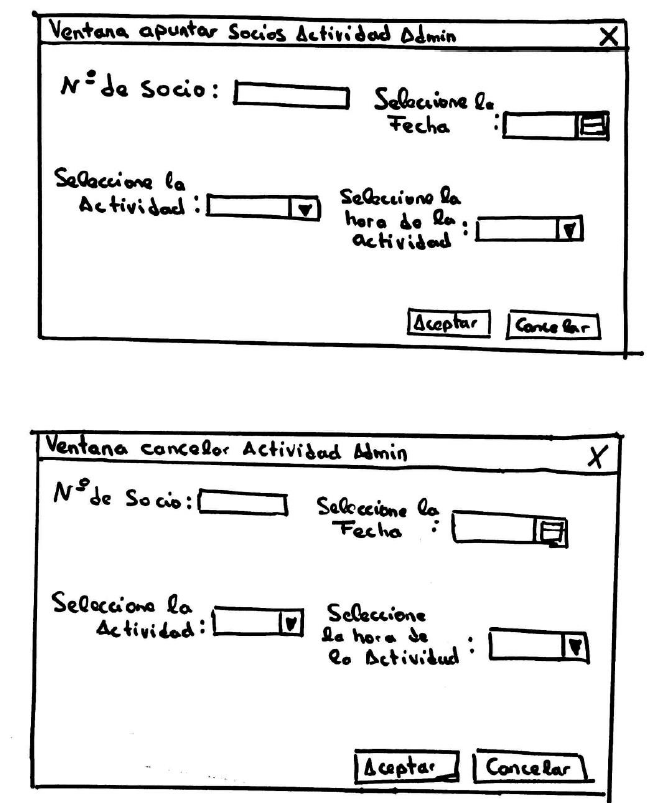 Ventana apuntar Socios Actividad Admin X
Nº de Socio:
Seleccione la
Fecha :
Seleccione la
Actividad :
Seleccione la
hora de la
actividad :
Aceptar Cancelar
Ventana cancelar Actividad Admin X
Nº de Socio:
Seleccione la
Fecha :
Seleccione la
Actividad :
Seleccione
la hora de
la Actividad :
Aceptar Cancelar